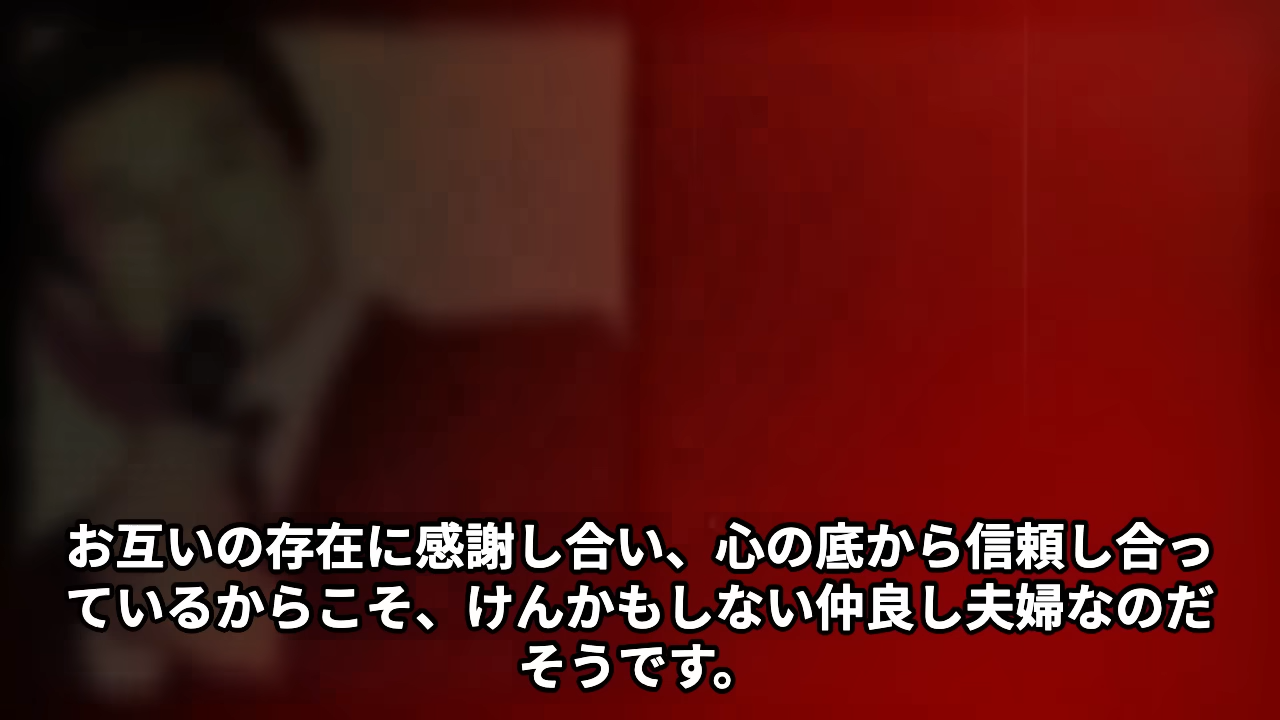 お互いの存在に感謝し合い、心の底から信頼し合っ
ているからこそ、けんかもしない仲良し夫婦なのだ
そうです。